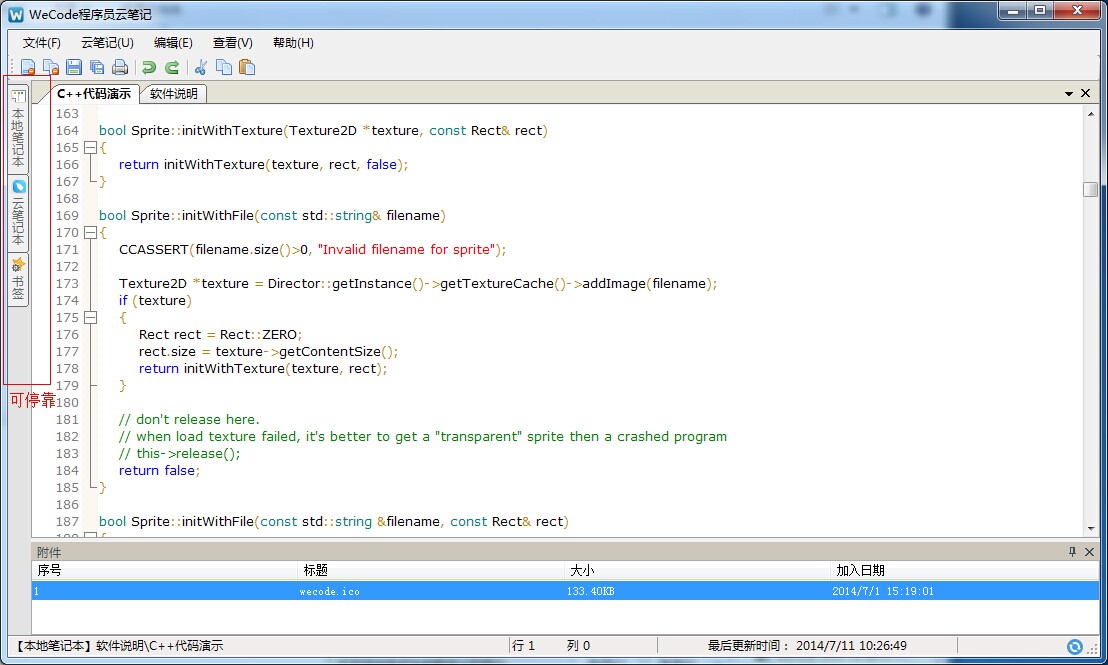 WeCode程序员云笔记
文件(F) 云笔记(U) 编辑(E) 查看(V) 帮助(H)
本地笔记本
云笔记本
书签
可停靠
C++代码演示 软件说明
163
164 bool Sprite::initWithTexture(Texture2D *texture, const Rect& rect)
165 {
166 return initWithTexture(texture, rect, false);
167 }
168
169 bool Sprite::initWithFile(const std::string& filename)
170 {
171 CCASSERT(filename.size()>0, "Invalid filename for sprite");
172
173 Texture2D *texture = Director::getInstance()->getTextureCache()->addImage(filename);
174 if (texture)
175 {
176 Rect rect = Rect::ZERO;
177 rect.size = texture->getContentSize();
178 return initWithTexture(texture, rect);
179 }
180
181 // don't release here.
182 // when load texture failed, it's better to get a "transparent" sprite then a crashed program
183 // this->release();
184 return false;
185 }
186
187 bool Sprite::initWithFile(const std::string &filename, const Rect& rect)
附件
序号 标题 大小 加入日期
1 wecode.ico 133.40KB 2014/7/1 15:19:01
【本地笔记本】软件说明\C++代码演示 行 1 列 0 最后更新时间： 2014/7/11 10:26:49